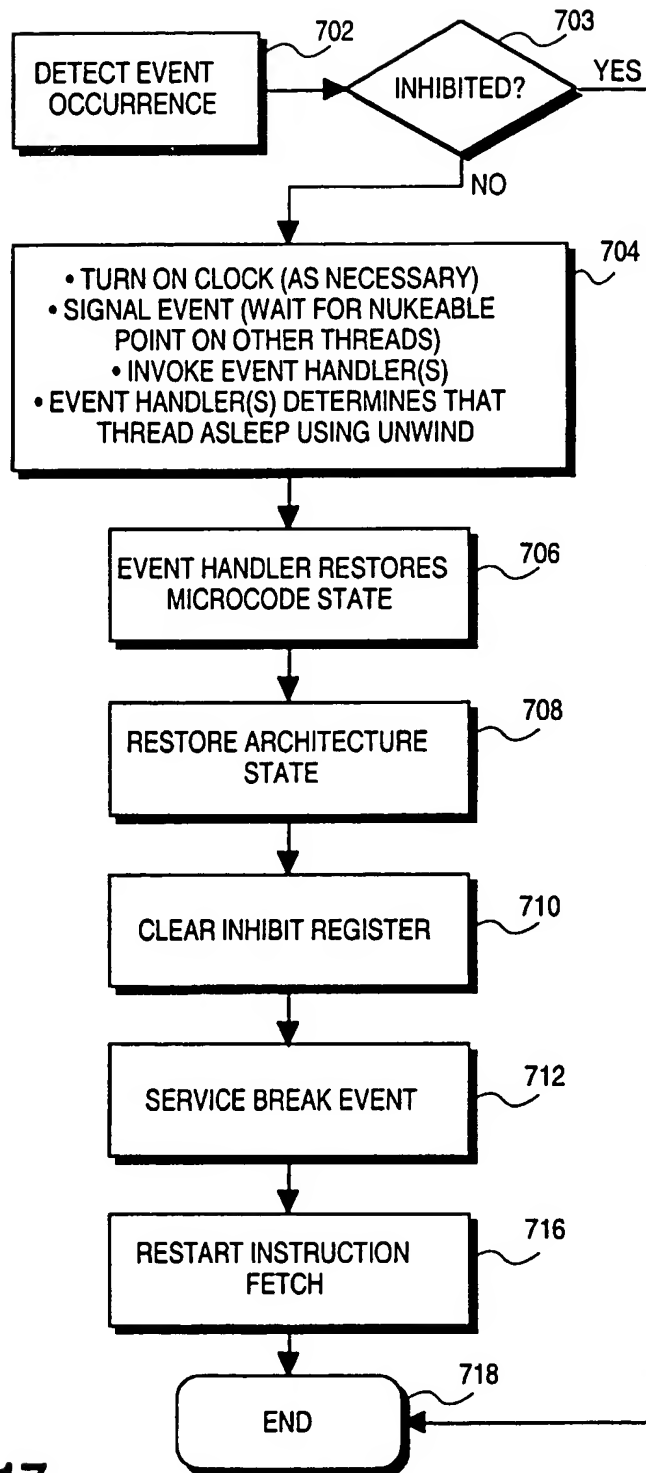 702
703
DETECT EVENT
OCCURRENCE
INHIBITED?
YES
NO
704
• TURN ON CLOCK (AS NECESSARY)
• SIGNAL EVENT (WAIT FOR NUKEABLE
POINT ON OTHER THREADS)
• INVOKE EVENT HANDLER(S)
• EVENT HANDLER(S) DETERMINES THAT
THREAD ASLEEP USING UNWIND
706
EVENT HANDLER RESTORES
MICROCODE STATE
708
RESTORE ARCHITECTURE
STATE
710
CLEAR INHIBIT REGISTER
712
SERVICE BREAK EVENT
716
RESTART INSTRUCTION
FETCH
718
END